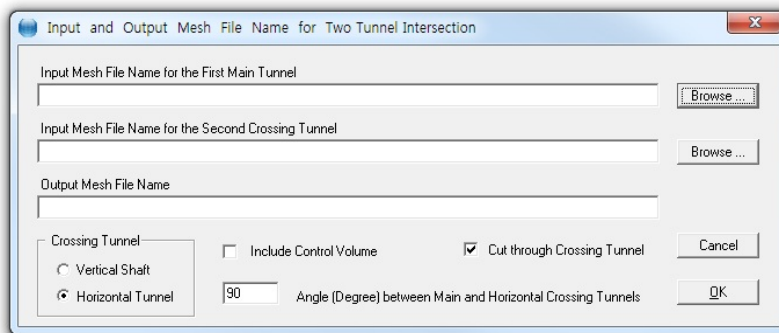 Input and Output Mesh File Name for Two Tunnel Intersection
Input Mesh File Name for the First Main Tunnel
Browse ...
Input Mesh File Name for the Second Crossing Tunnel
Browse ...
Output Mesh File Name
Crossing Tunnel
Include Control Volume
Cut through Crossing Tunnel
Cancel
Vertical Shaft
Horizontal Tunnel
90
Angle (Degree) between Main and Horizontal Crossing Tunnels
OK